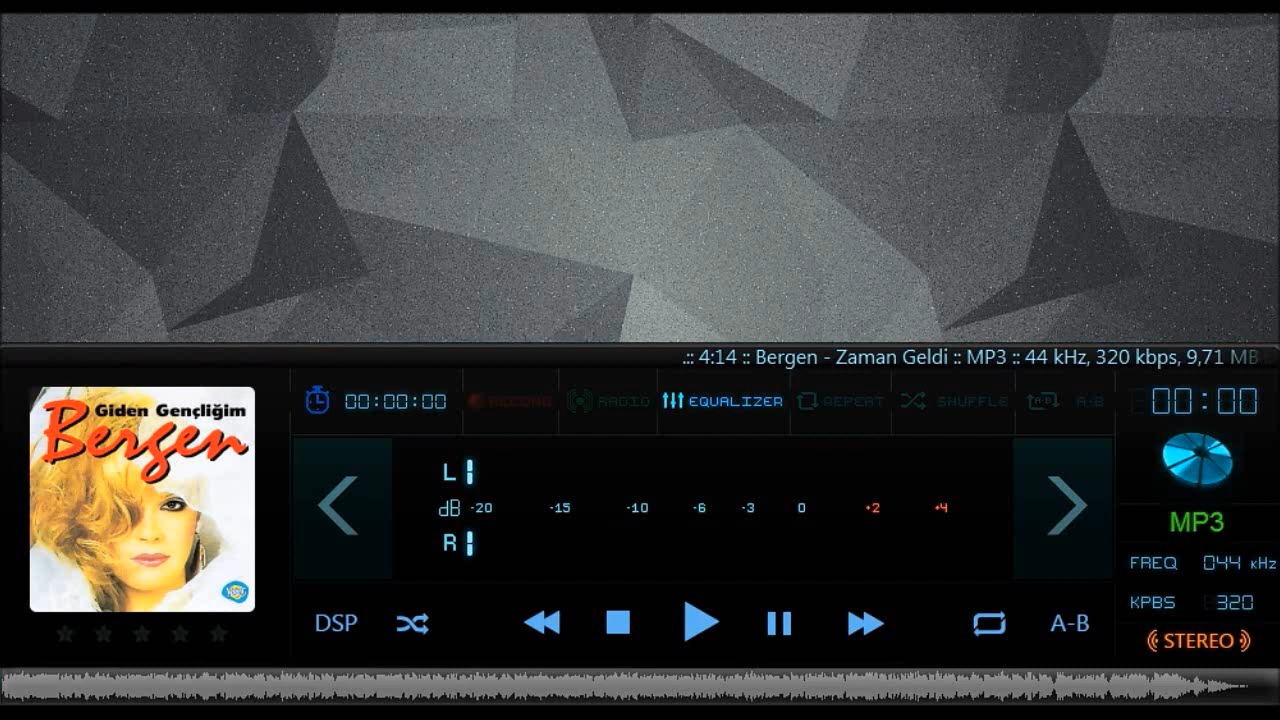 .:: 4:14 :: Bergen - Zaman Geldi :: MP3 :: 44 kHz, 320 kbps, 9,71 MB
Giden Gençliğim
Bergen
00:00:00 RECORD RADIO EQUALIZER REPEAT SHUFFLE A-B A-B 00:00
L
dB -20 -15 -10 -6 -3 0 +2 +4
R
MP3
FREQ 044 kHz
KPBS 320
DSP A-B
STEREO